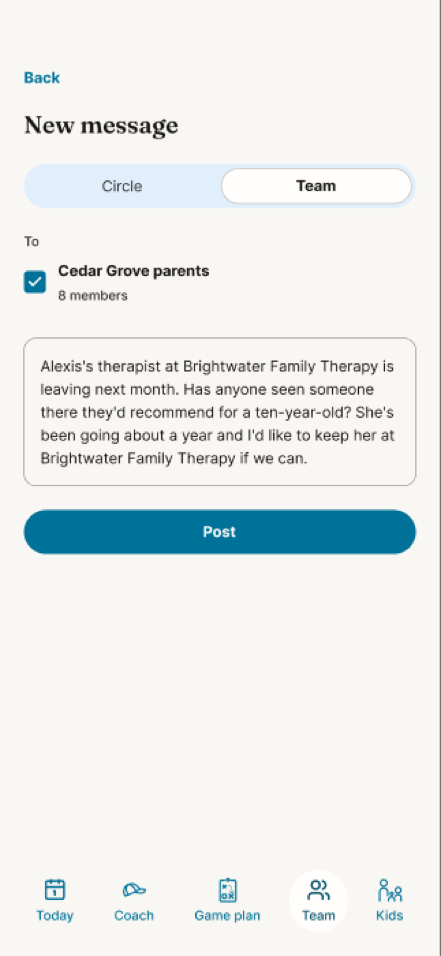 Back
New message
Circle
Team
To
Cedar Grove parents
8 members
Alexis's therapist at Brightwater Family Therapy is
leaving next month. Has anyone seen someone
there they'd recommend for a ten-year-old? She's
been going about a year and I'd like to keep her at
Brightwater Family Therapy if we can.
Post
1
Today
Coach
Game plan
Team
Kids